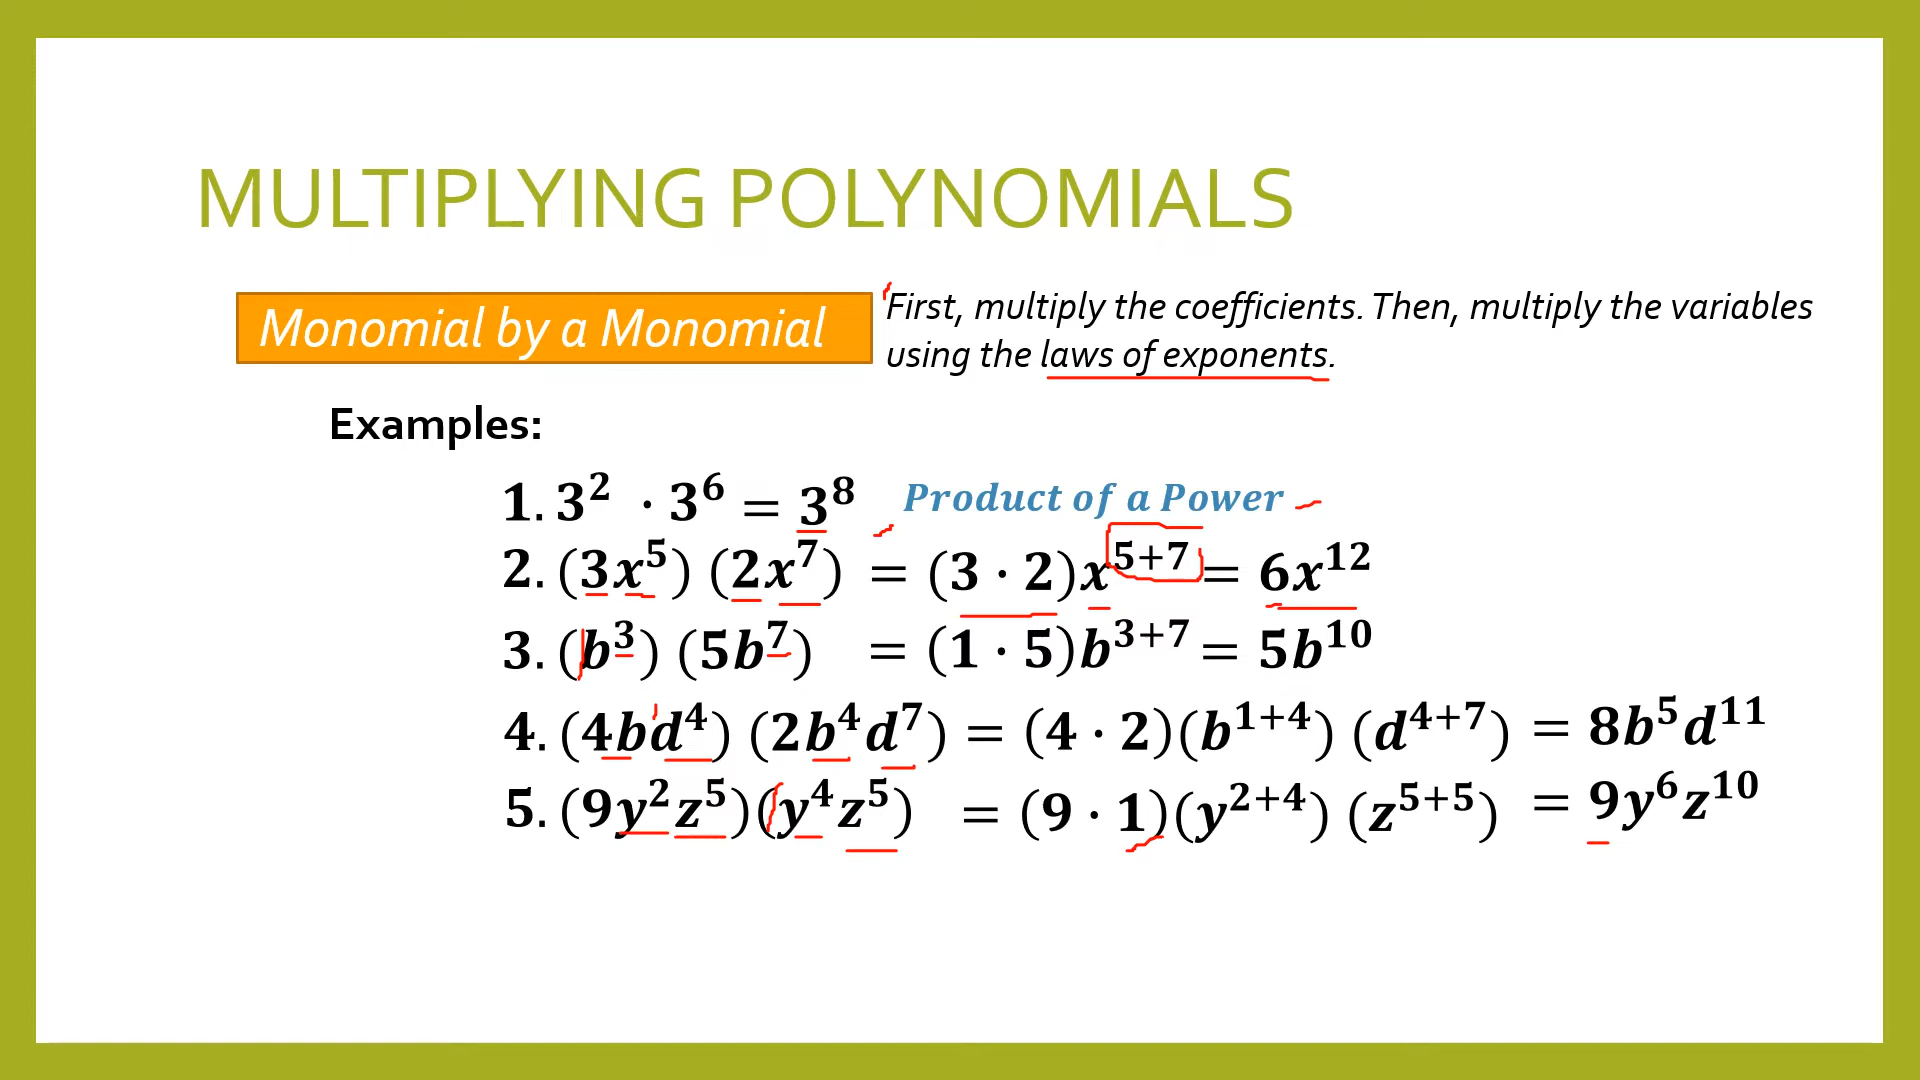 MULTIPLYING POLYNOMIALS
Monomial by a Monomial
First, multiply the coefficients. Then, multiply the variables
using the laws of exponents.
Examples:
1. 3² · 3⁶ = 3⁸ Product of a Power
2. (3x⁵) (2x⁷) = (3 · 2)x⁵⁺⁷ = 6x¹²
3. (b³) (5b⁷) = (1 · 5)b³⁺⁷ = 5b¹⁰
4. (4bd⁴) (2b⁴d⁷) = (4 · 2)(b¹⁺⁴) (d⁴⁺⁷) = 8b⁵d¹¹
5. (9y²z⁵)(y⁴z⁵) = (9 · 1)(y²⁺⁴) (z⁵⁺⁵) = 9y⁶z¹⁰